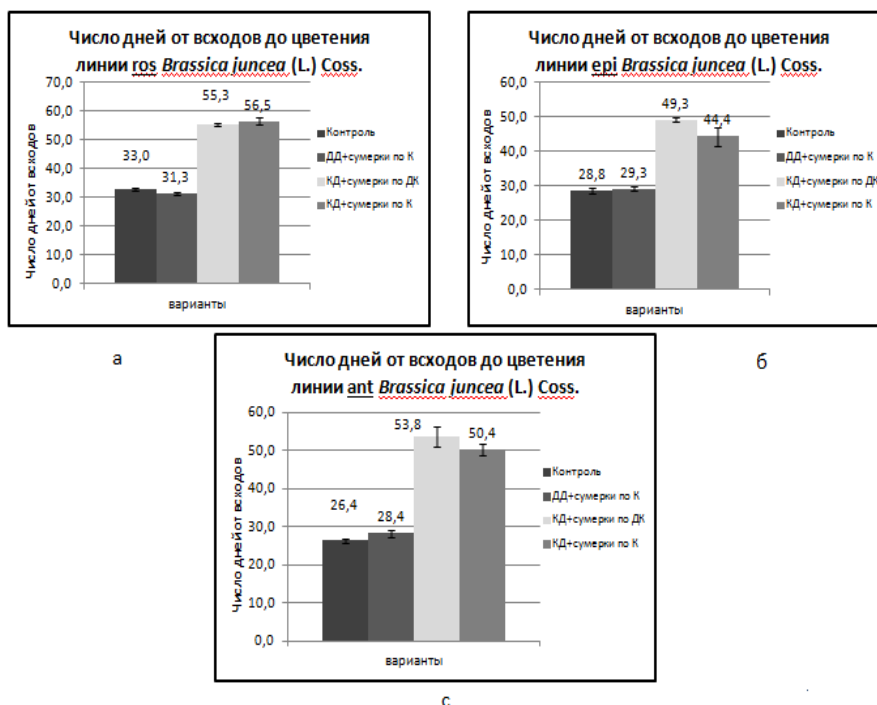 Число дней от всходов до цветения
линии ros Brassica juncea (L.) Coss.
Число дней от всходов
70,0
60,0
50,0
40,0
30,0
20,0
10,0
0,0
33,0
31,3
55,3
56,5
варианты
Контроль
ДД+сумерки по К
КД+сумерки по ДК
КД+сумерки по К
а
Число дней от всходов до цветения
линии epi Brassica juncea (L.) Coss.
Число дней от всходов
60,0
50,0
40,0
30,0
20,0
10,0
0,0
28,8
29,3
49,3
44,4
варианты
Контроль
ДД+сумерки по К
КД+сумерки по ДК
КД+сумерки по К
б
Число дней от всходов до цветения
линии ant Brassica juncea (L.) Coss.
Число дней от всходов
60,0
50,0
40,0
30,0
20,0
10,0
0,0
26,4
28,4
53,8
50,4
варианты
Контроль
ДД+сумерки по К
КД+сумерки по ДК
КД+сумерки по К
с